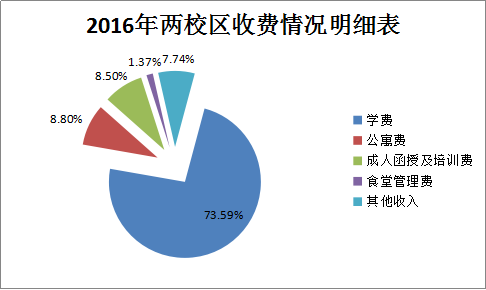 2016年两校区收费情况明细表
1.37%
7.74%
8.50%
8.80%
73.59%
学费
公寓费
成人函授及培训费
食堂管理费
其他收入